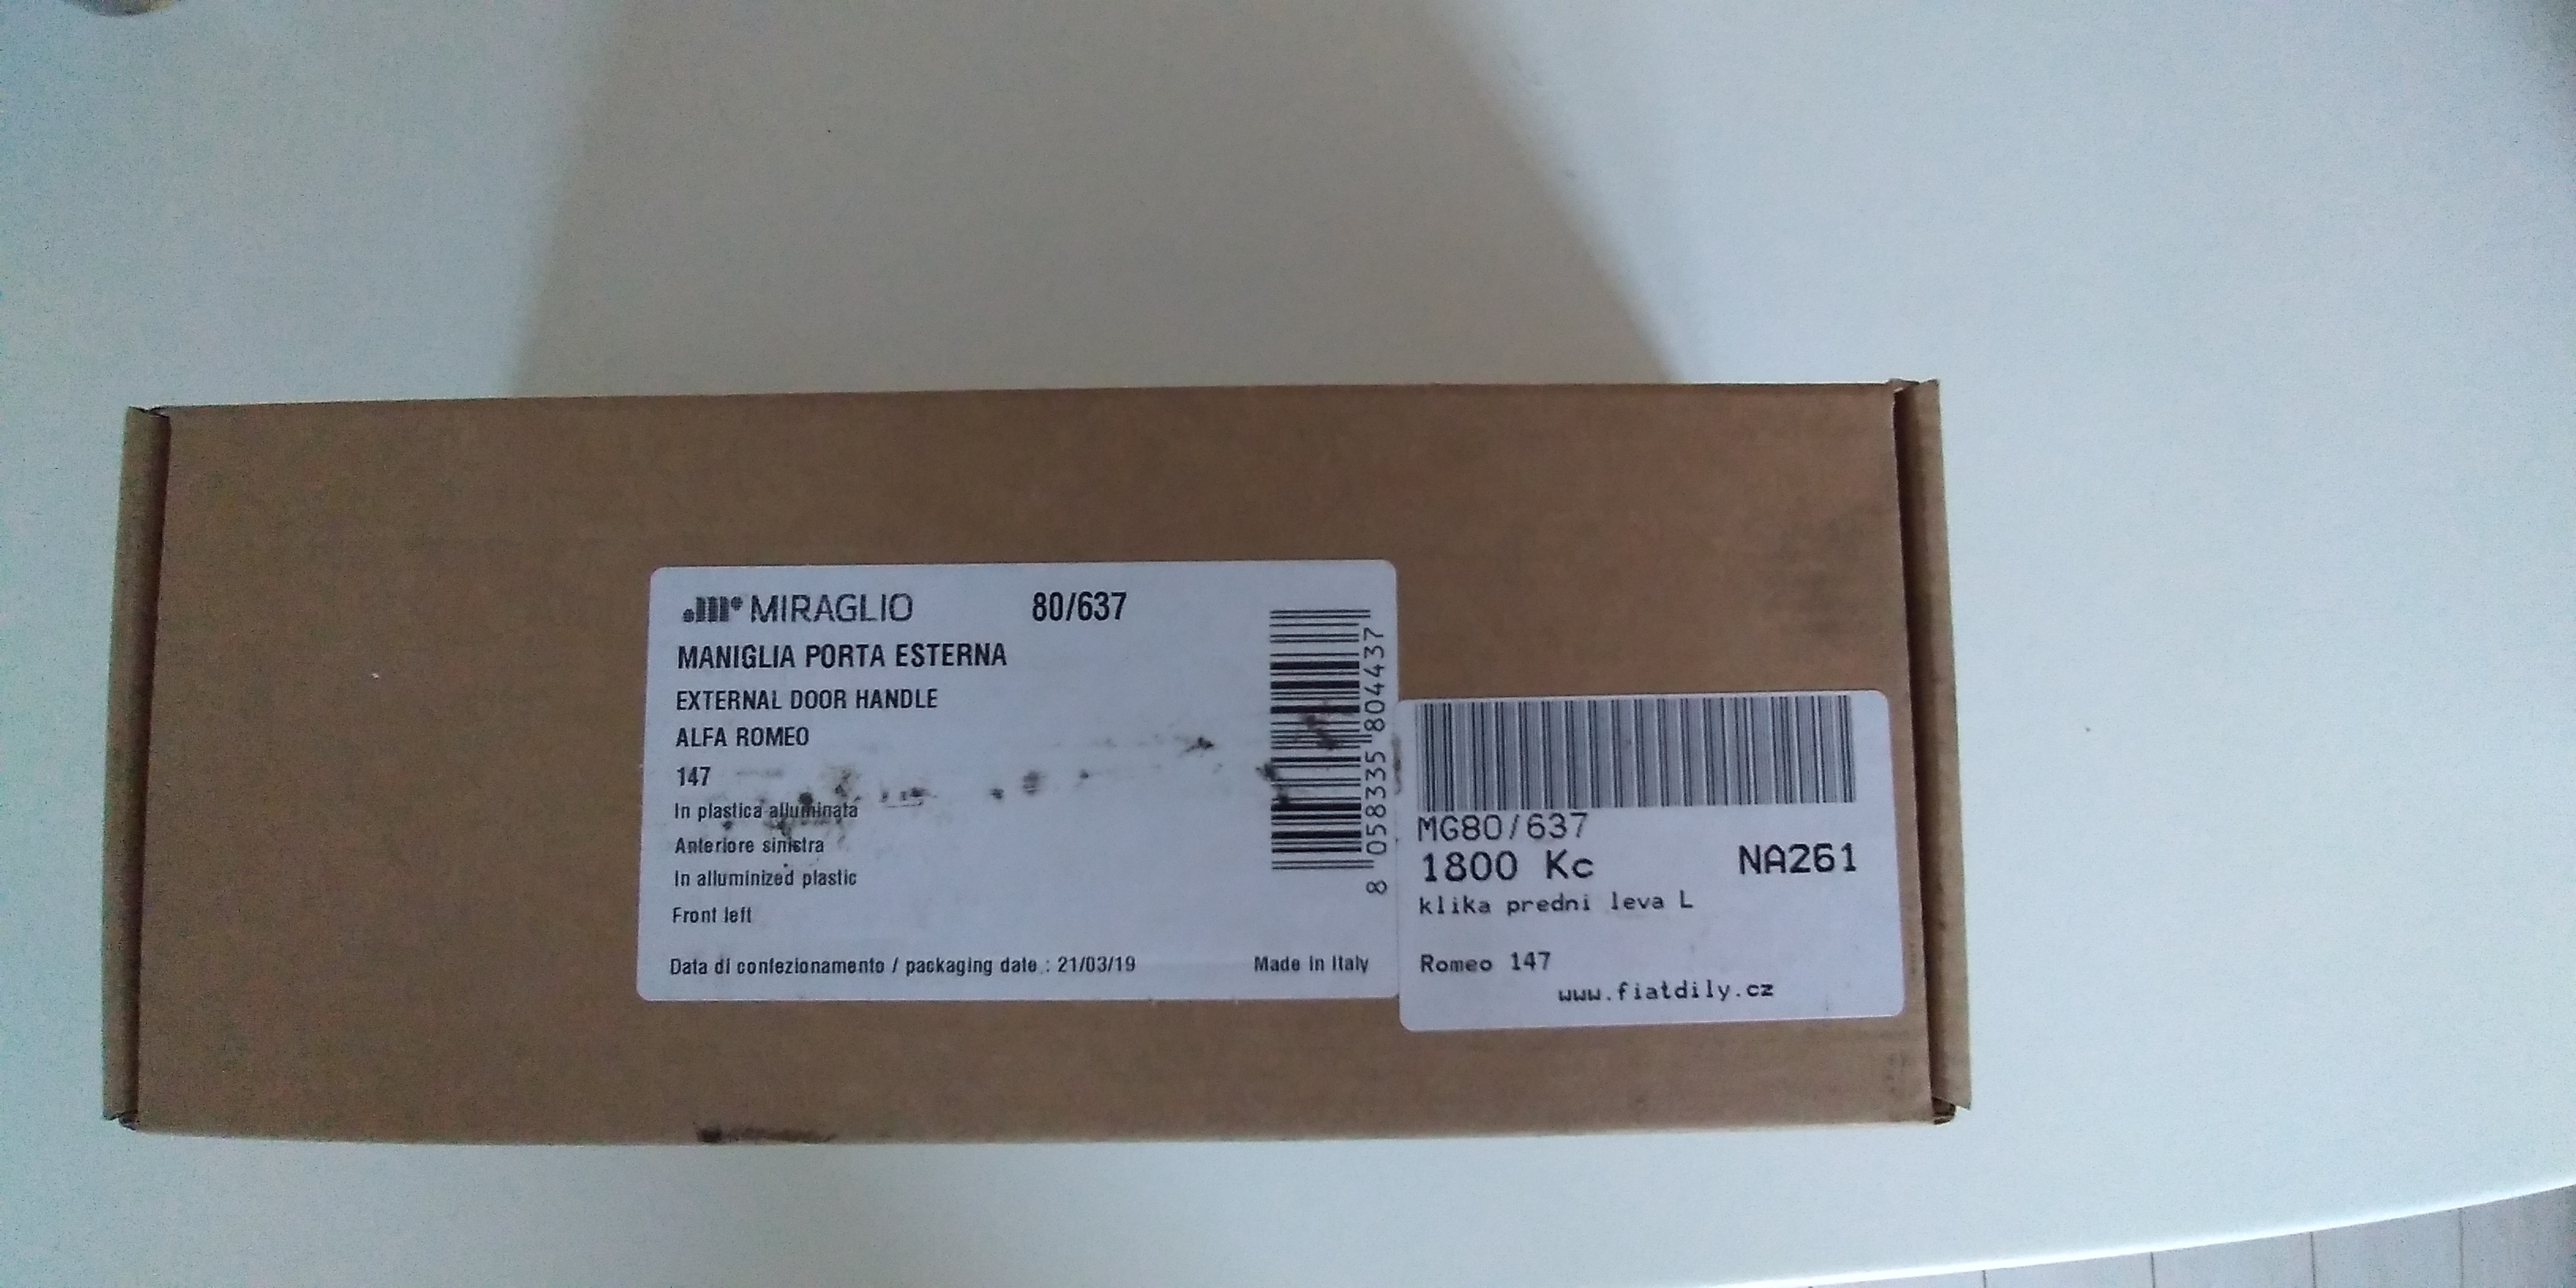 MIRAGLIO 80/637
MANIGLIA PORTA ESTERNA
EXTERNAL DOOR HANDLE
ALFA ROMEO
147
In plastica alluminata
Anteriore sinistra
In alluminized plastic
Front left
Data di confezionamento / packaging date : 21/03/19 Made in Italy
8 058335 804437
MG80/637
1800 Kc NA261
klika predni leva L
Romeo 147
www.fiatdily.cz